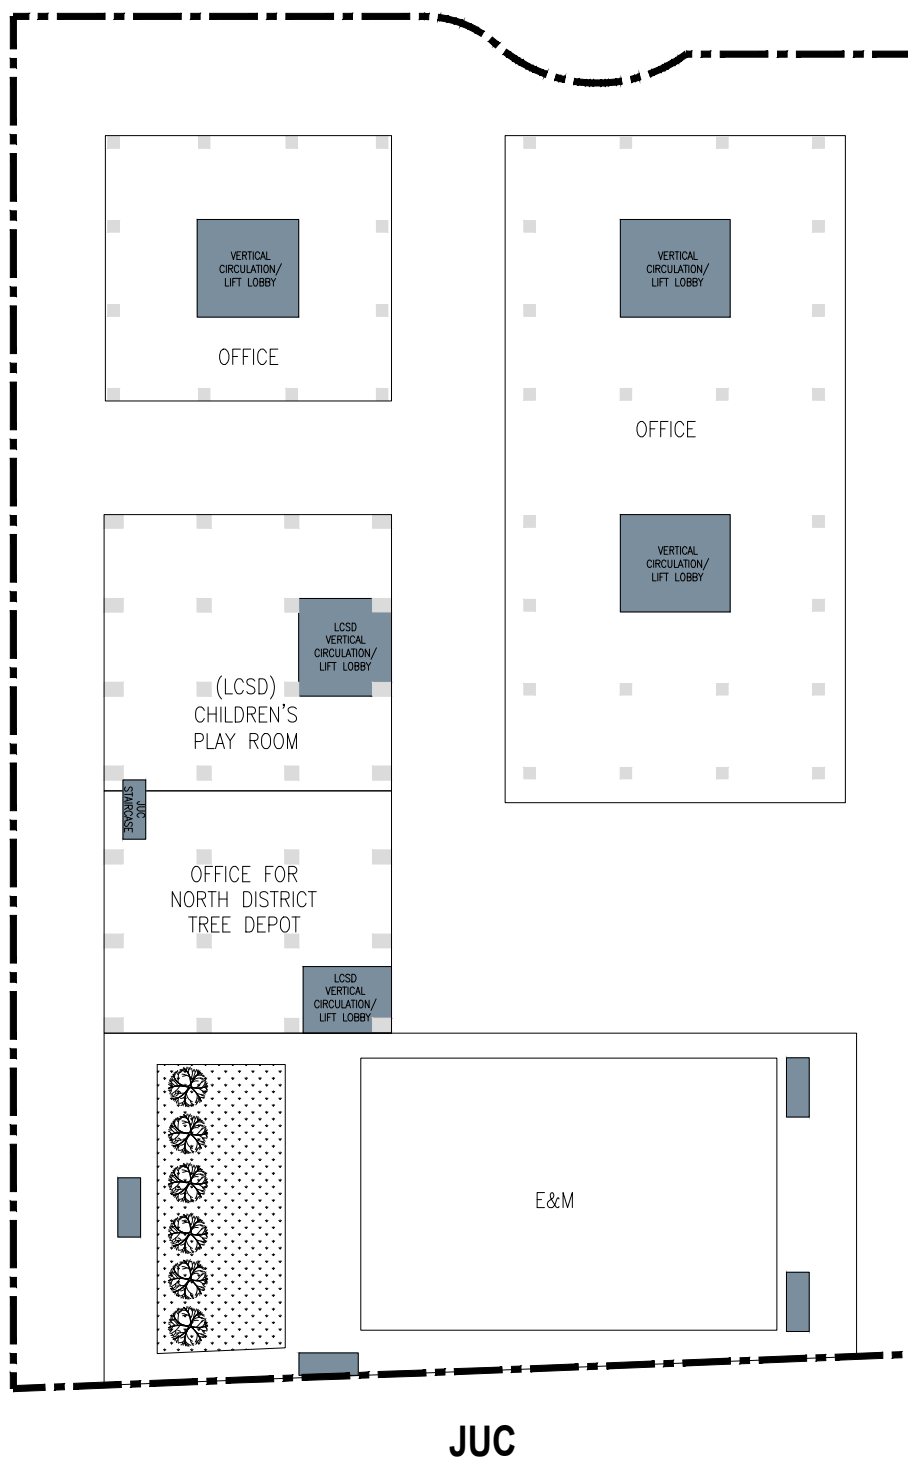 VERTICAL
CIRCULATION/
LIFT LOBBY
OFFICE
VERTICAL
CIRCULATION/
LIFT LOBBY
OFFICE
VERTICAL
CIRCULATION/
LIFT LOBBY
LCSD
VERTICAL
CIRCULATION/
LIFT LOBBY
(LCSD)
CHILDREN'S
PLAY ROOM
JUC
STAIRCASE
OFFICE FOR
NORTH DISTRICT
TREE DEPOT
LCSD
VERTICAL
CIRCULATION/
LIFT LOBBY
E&M
JUC